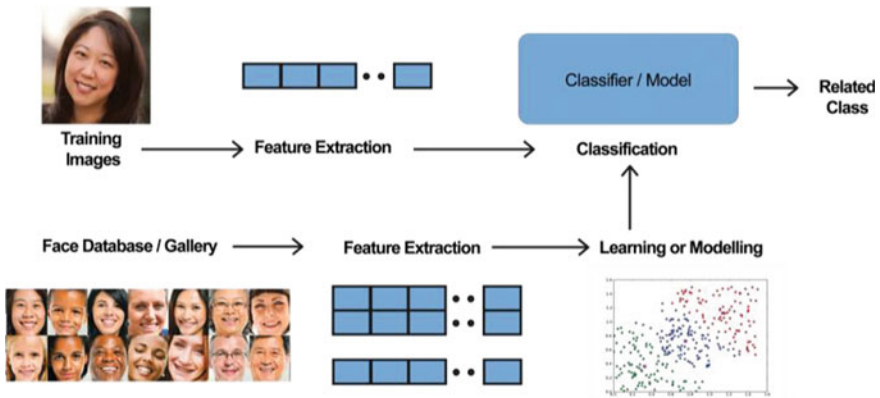 Classifier / Model
Related
Class
Training
Images
Feature Extraction
Classification
Face Database / Gallery
Feature Extraction
Learning or Modelling